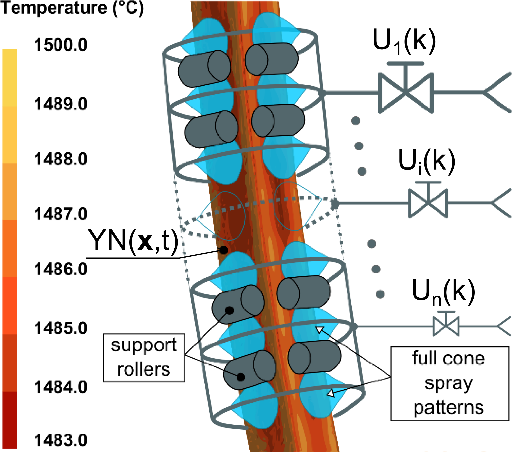 Temperature (°C)
1500.0
1489.0
1488.0
1487.0
1486.0
1485.0
1484.0
1483.0
U1(k)
Ui(k)
Un(k)
YN(x,t)
support
rollers
full cone
spray
patterns